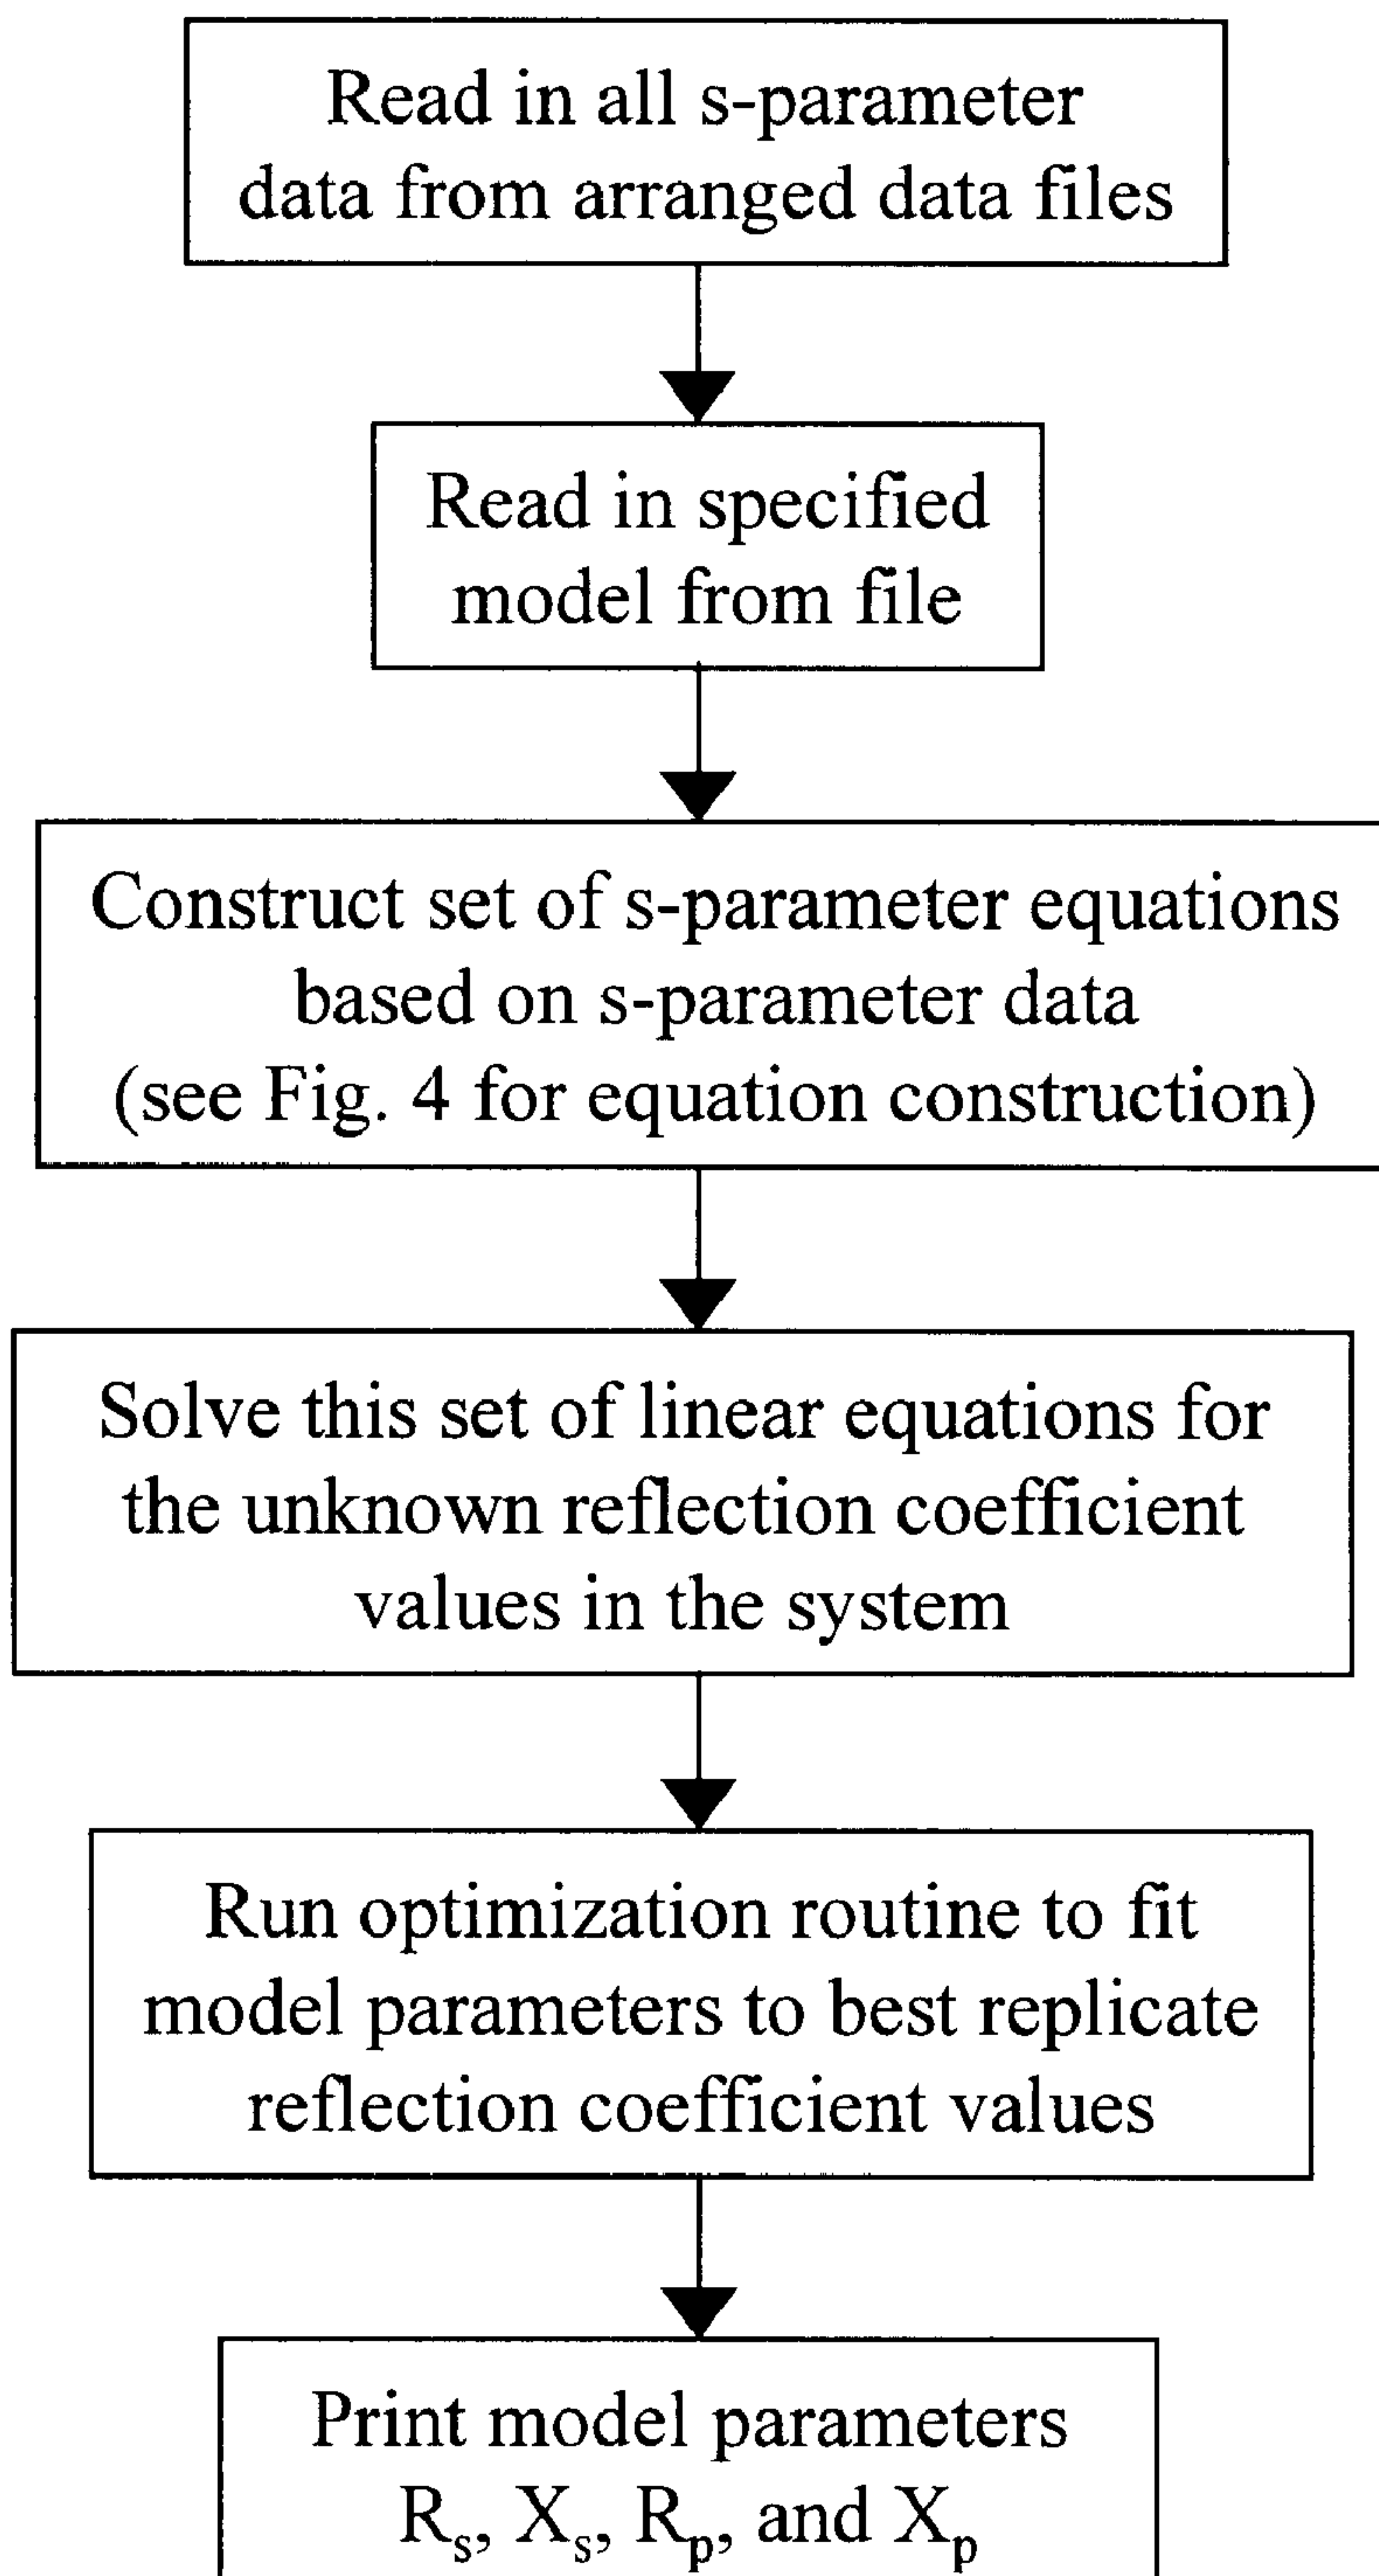 Read in all s-parameter
data from arranged data files
Read in specified
model from file
Construct set of s-parameter equations
based on s-parameter data
(see Fig. 4 for equation construction)
Solve this set of linear equations for
the unknown reflection coefficient
values in the system
Run optimization routine to fit
model parameters to best replicate
reflection coefficient values
Print model parameters
Rₛ, Xₛ, Rₚ, and Xₚ